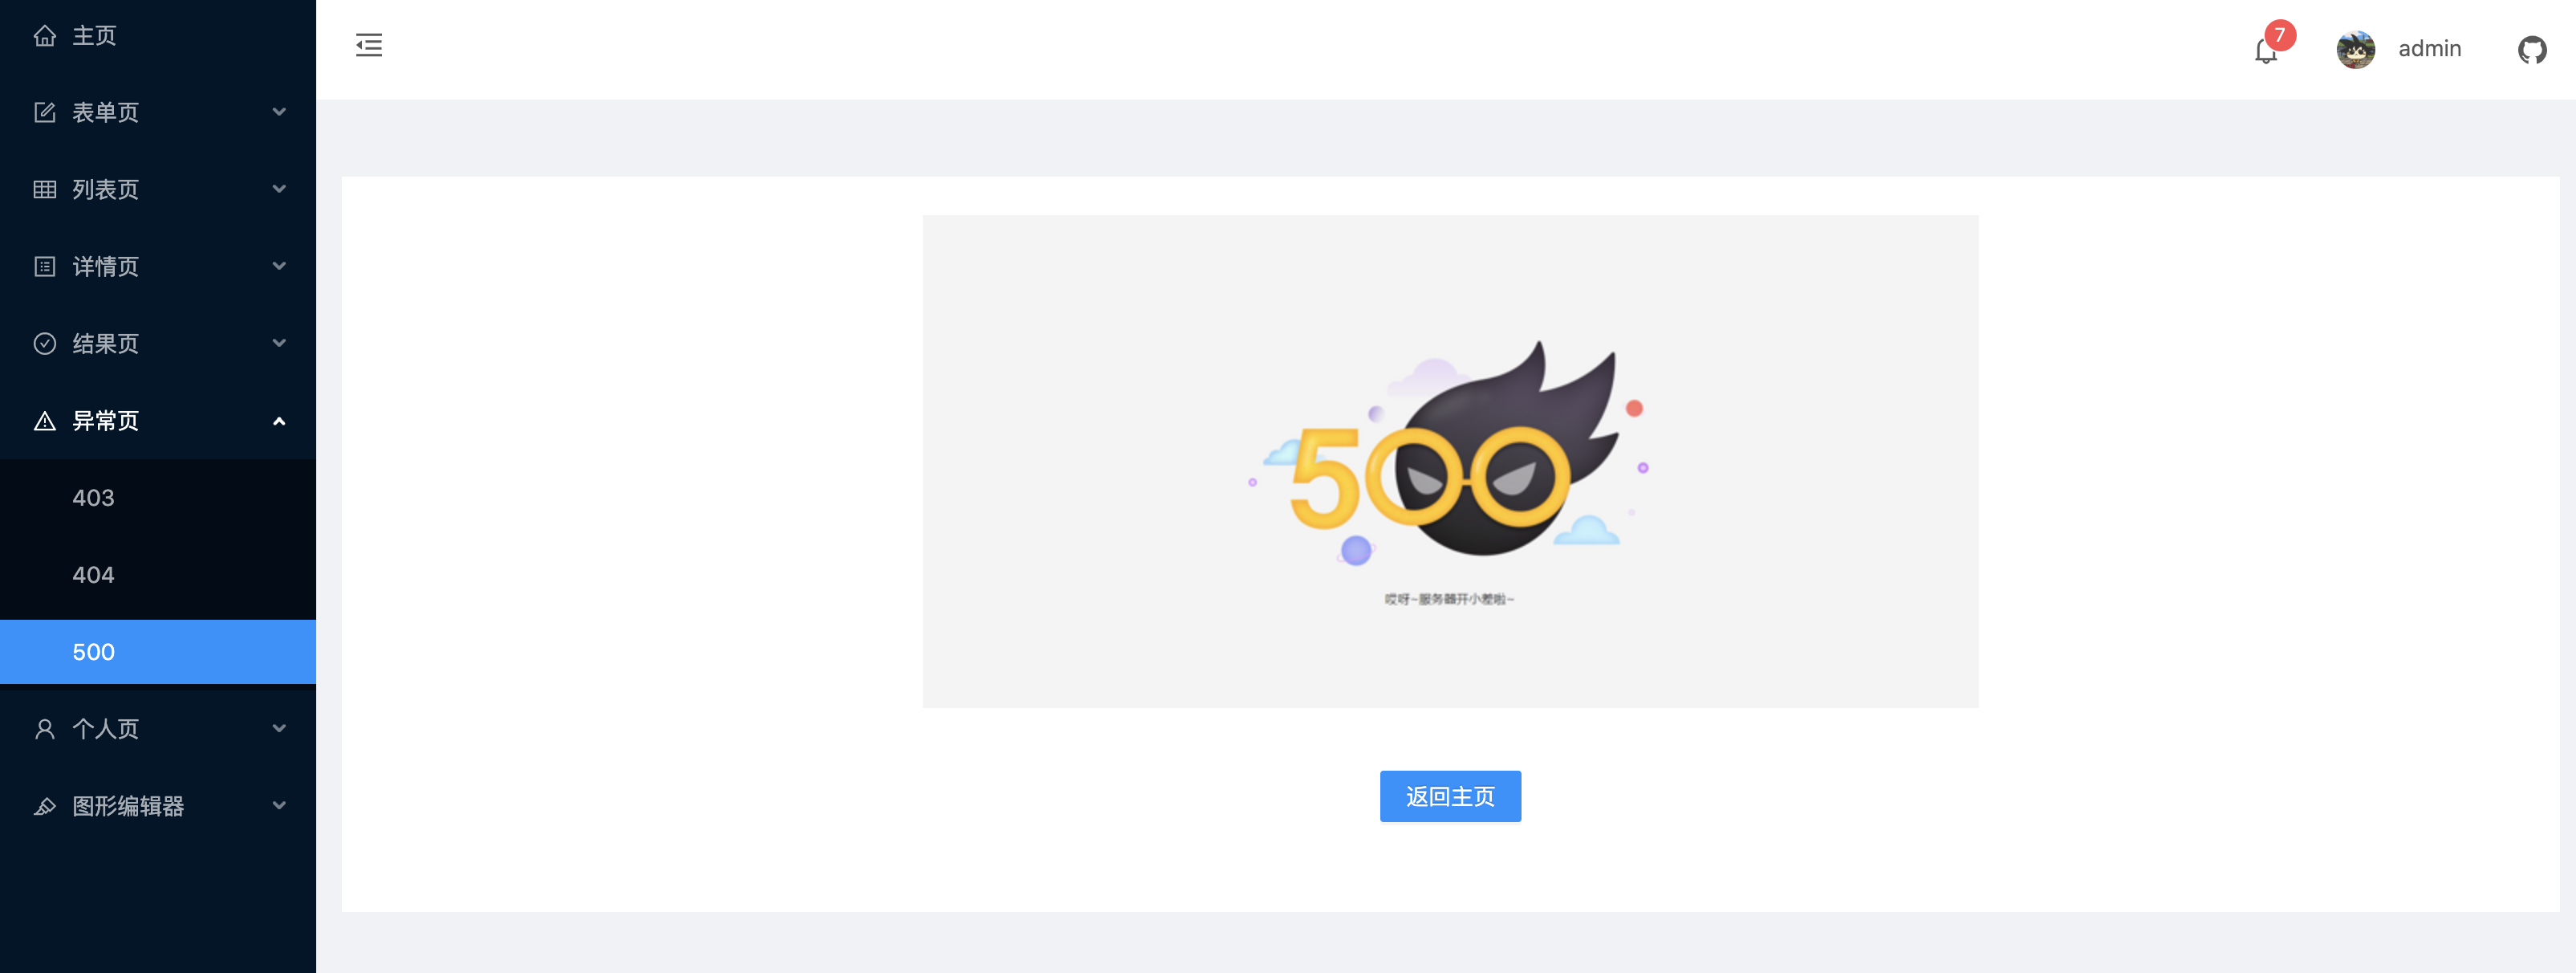 主页
表单页
列表页
详情页
结果页
异常页
403
404
500
个人页
图形编辑器
7
admin
500
哎呀~服务器开小差啦~
返回主页